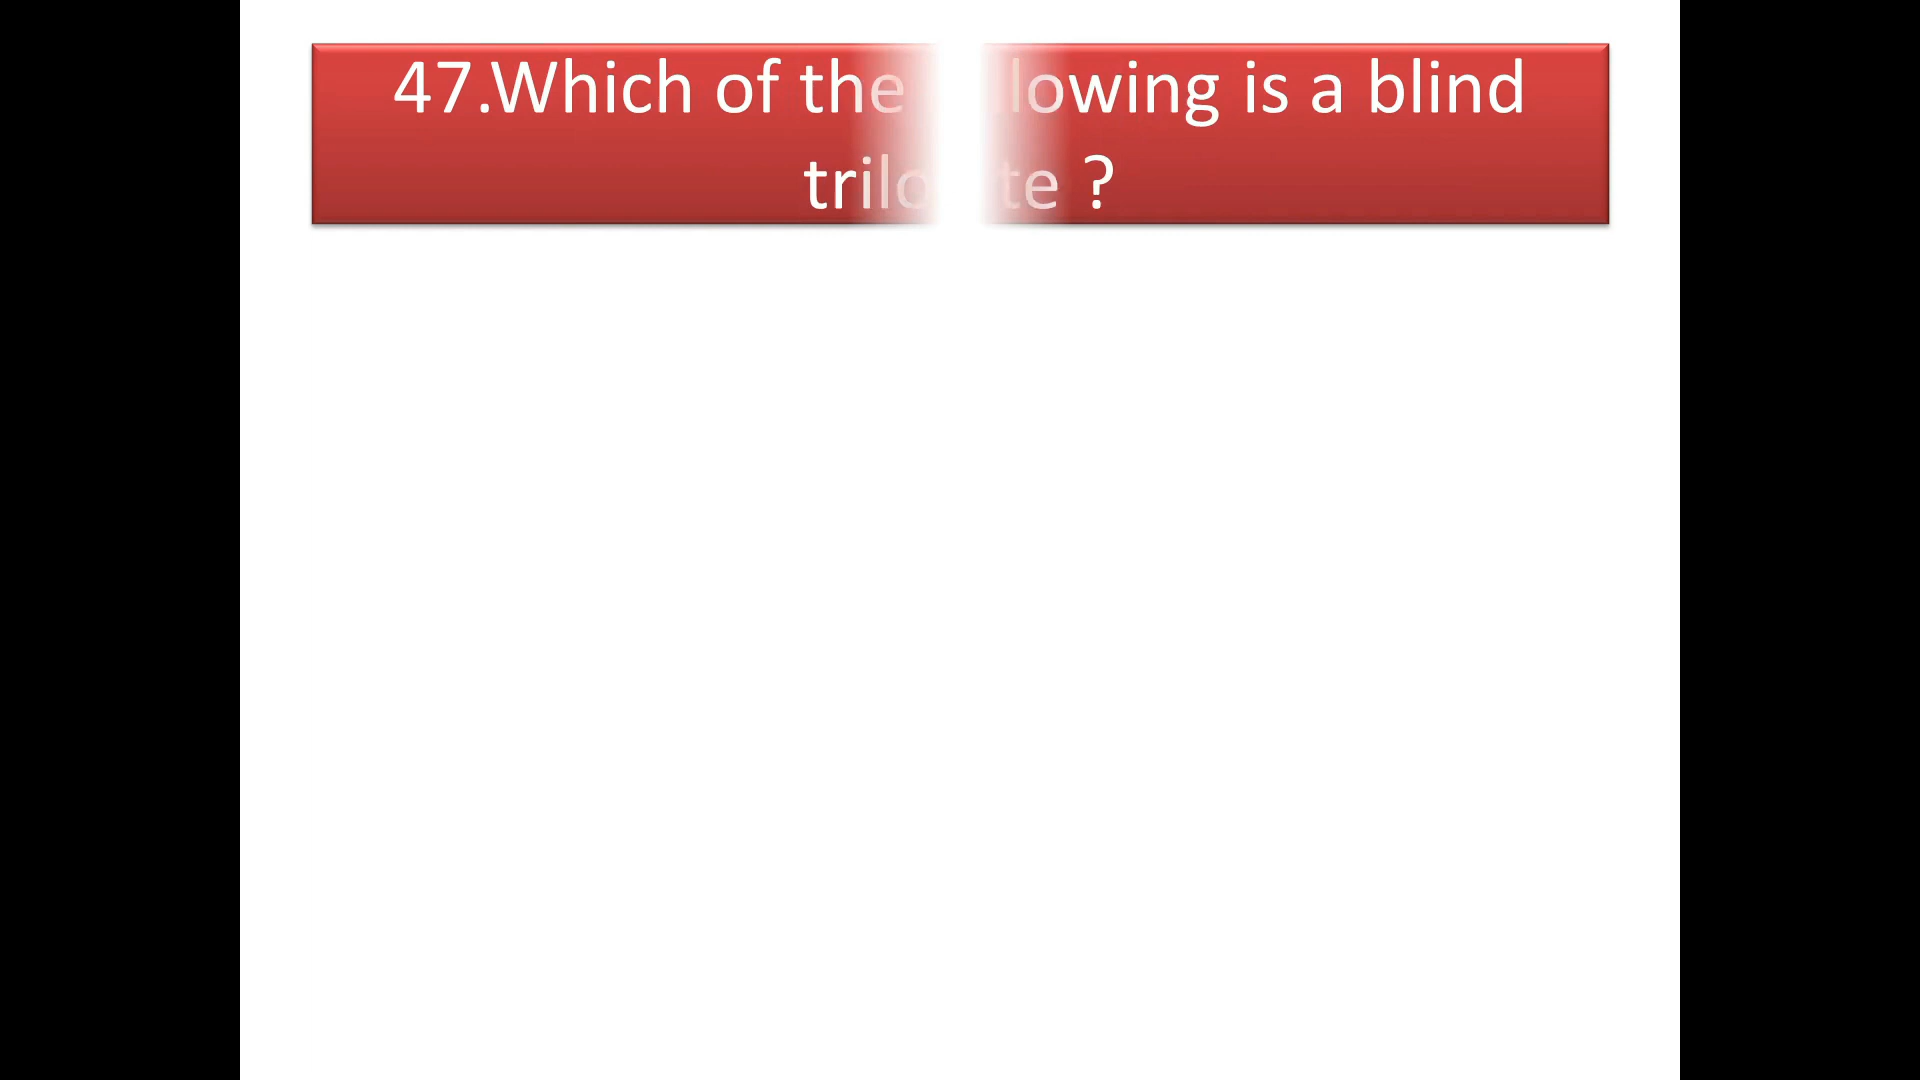 47.Which of the lowing is a blind
trilo te ?